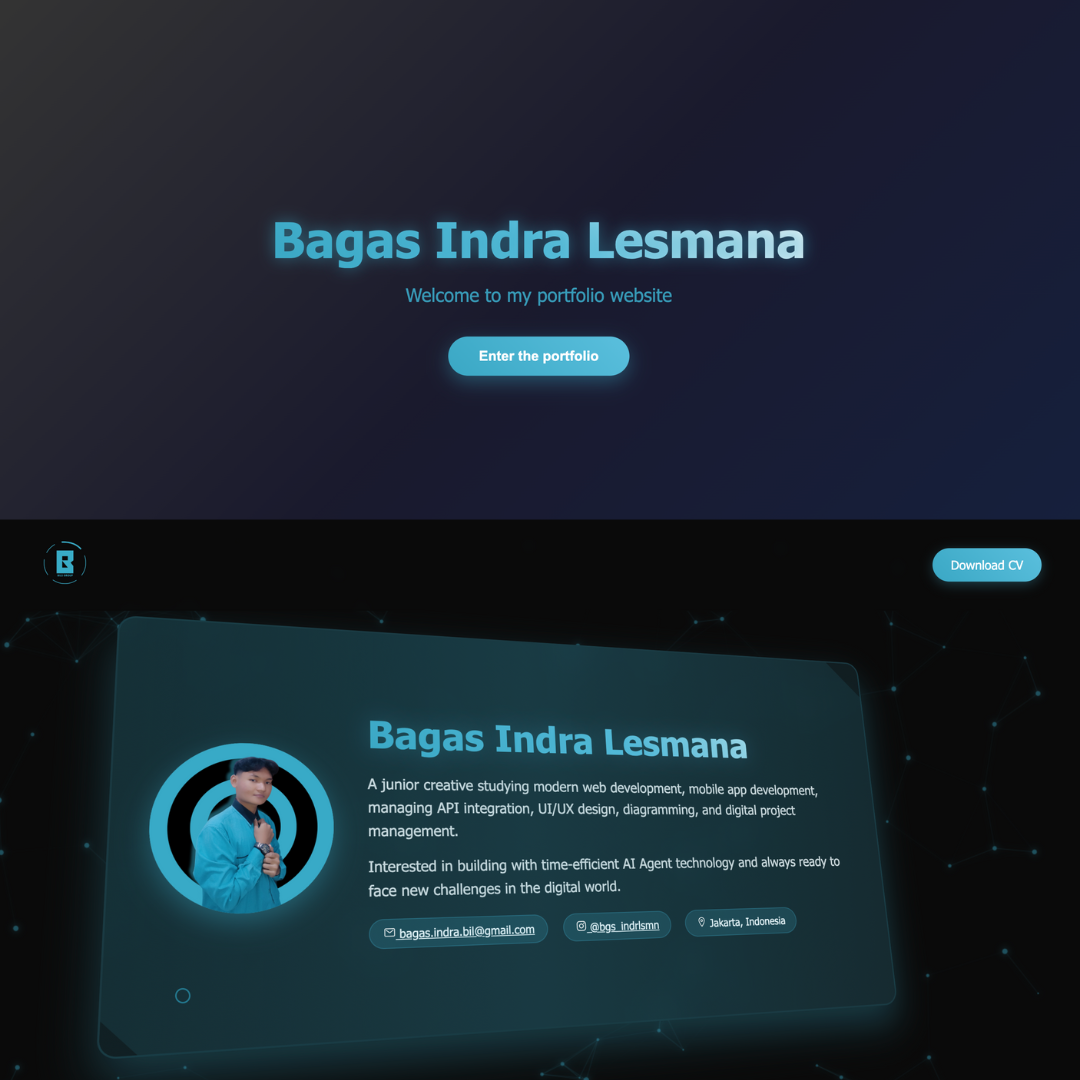 Bagas Indra Lesmana
Welcome to my portfolio website
Enter the portfolio
B
Download CV
Bagas Indra Lesmana
A junior creative studying modern web development, mobile app development,
managing API integration, UI/UX design, diagramming, and digital project
management.
Interested in building with time-efficient AI Agent technology and always ready to
face new challenges in the digital world.
bagas.indra.bil@gmail.com
@bgs_indrlsmn
Jakarta, Indonesia